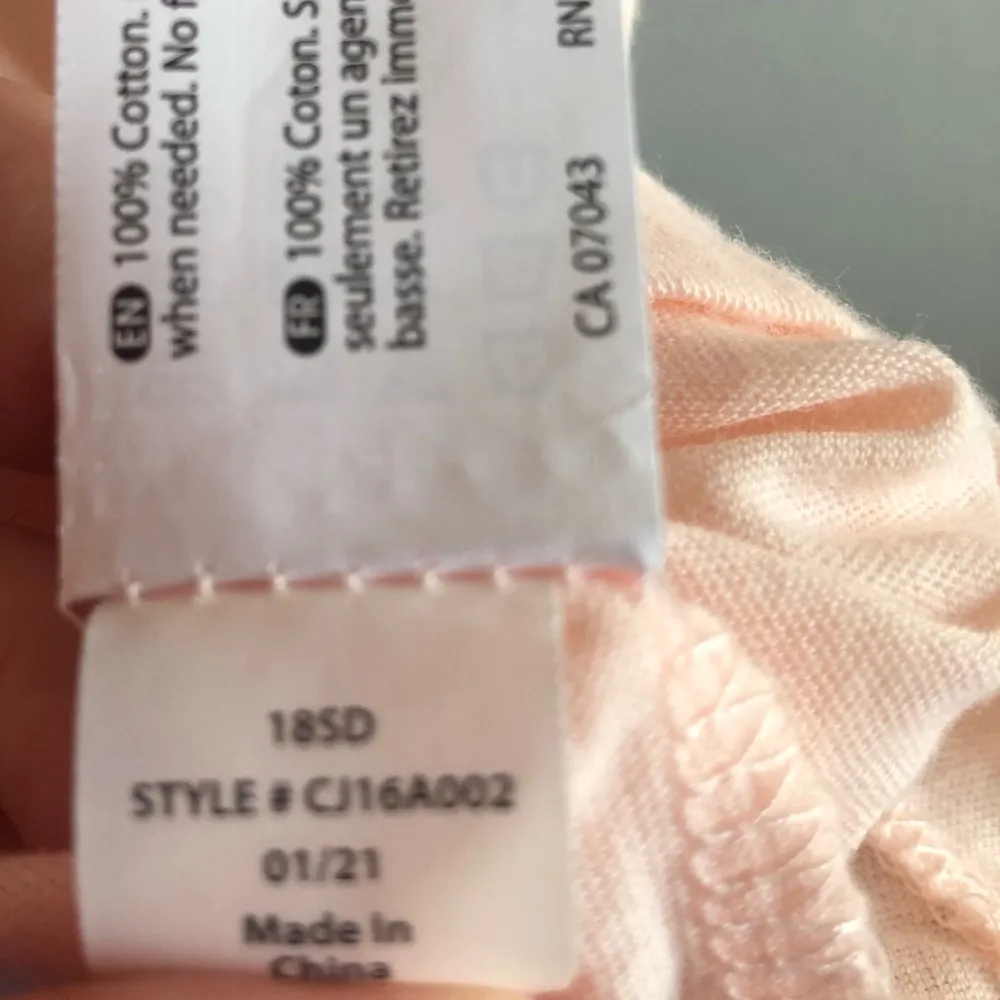 EN 100% Cotton.
when needed. No
FR 100% Coton.
seulement un agen
basse. Retirez imme
RN
CA 07043
18SD
STYLE # CJ16A002
01/21
Made in
China